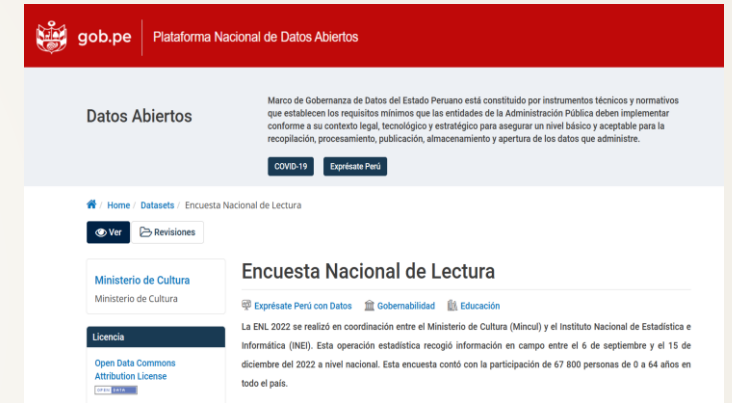 gob.pe
Plataforma Nacional de Datos Abiertos
Datos Abiertos
Marco de Gobernanza de Datos del Estado Peruano está constituido por instrumentos técnicos y normativos
que establecen los requisitos mínimos que las entidades de la Administración Pública deben implementar
conforme a su contexto legal, tecnológico y estratégico para asegurar un nivel básico y aceptable para la
recopilación, procesamiento, publicación, almacenamiento y apertura de los datos que administre.
COVID-19
Exprésate Perú
/ Home / Datasets / Encuesta Nacional de Lectura
Ver
Revisiones
Ministerio de Cultura
Ministerio de Cultura
Licencia
Open Data Commons
Attribution License
OPEN DATA
Encuesta Nacional de Lectura
Exprésate Perú con Datos
Gobernabilidad
Educación
La ENL 2022 se realizó en coordinación entre el Ministerio de Cultura (Mincul) y el Instituto Nacional de Estadística e
Informática (INEI). Esta operación estadística recogió información en campo entre el 6 de septiembre y el 15 de
diciembre del 2022 a nivel nacional. Esta encuesta contó con la participación de 67 800 personas de 0 a 64 años en
todo el país.